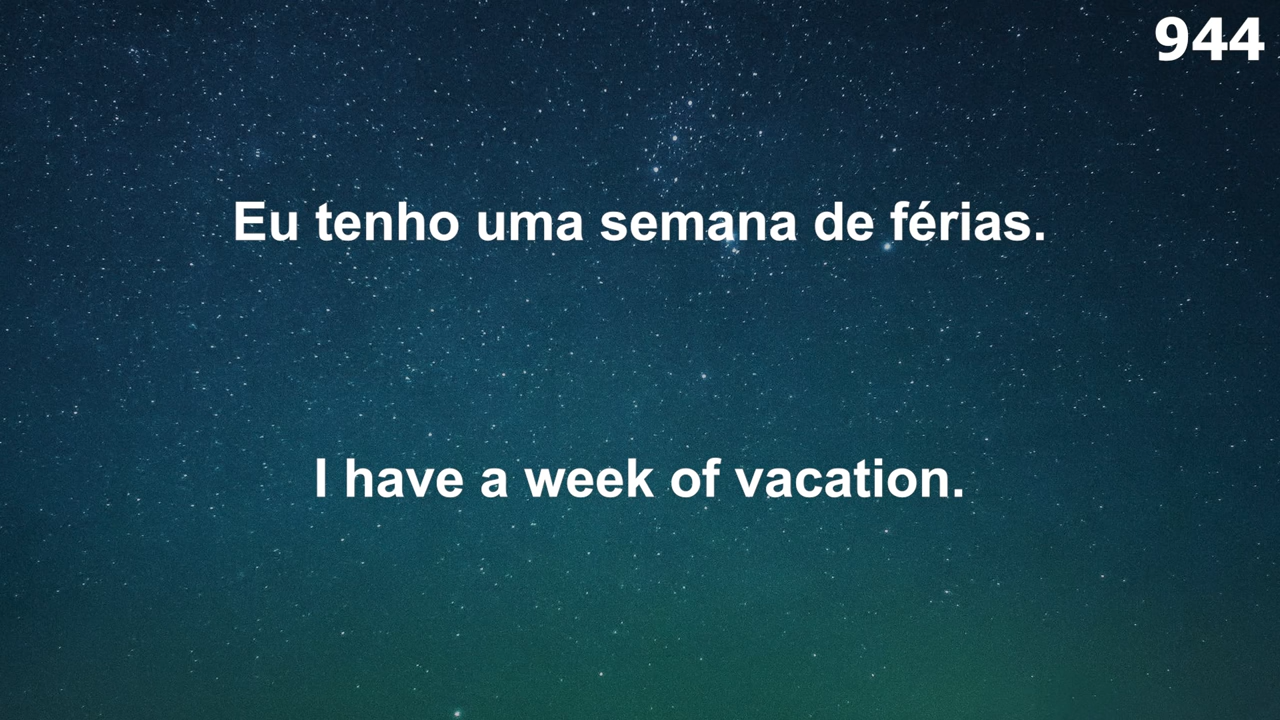 944
Eu tenho uma semana de férias.
I have a week of vacation.